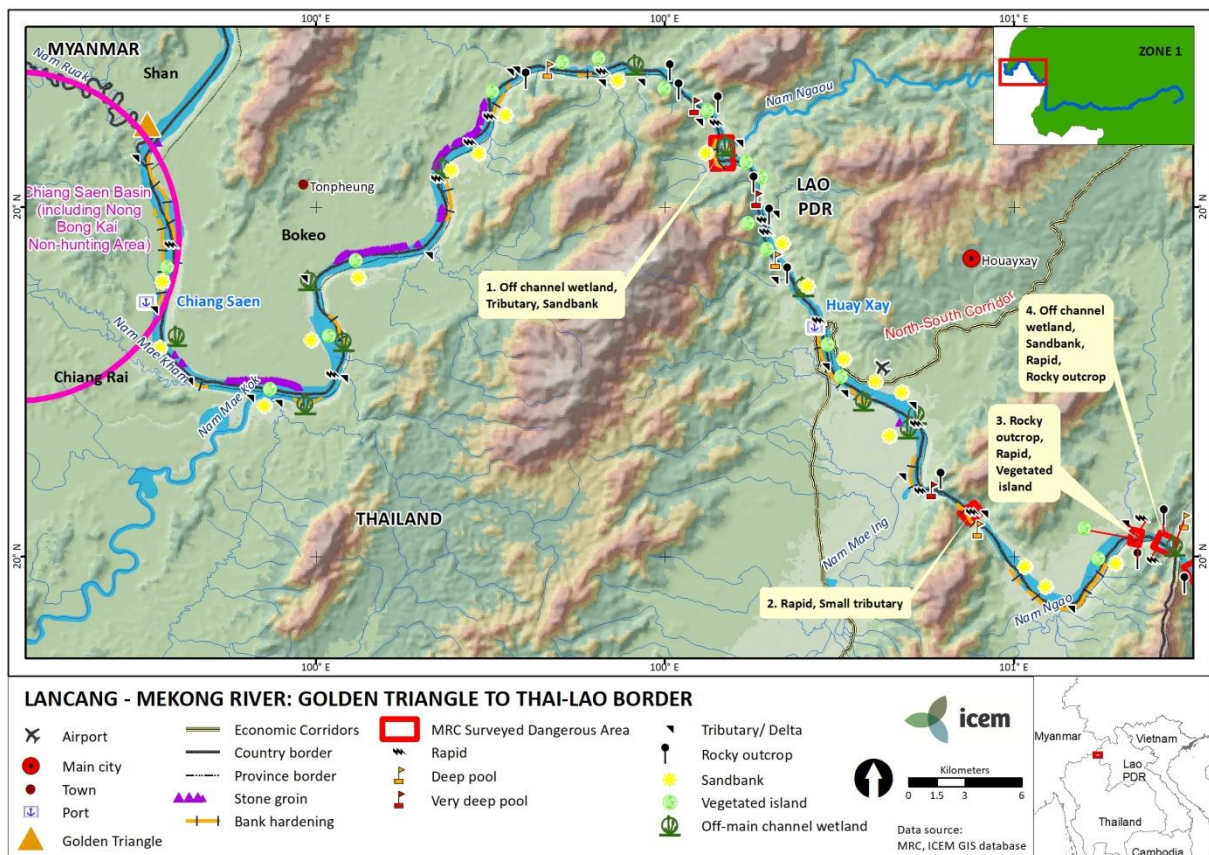 100° E
100° E
101° E
MYANMAR
Nam Ruak
Shan
ZONE 1
Nam Ngaou
20° N
20° N
Chiang Saen Basin
(including Nong
Bong Kai
Non-hunting Area)
Tonpheung
Bokeo
LAO
PDR
Houayxay
1. Off channel wetland,
Tributary, Sandbank
Chiang Saen
Huay Xay
North-South Corridor
4. Off channel
wetland,
Sandbank,
Rapid,
Rocky outcrop
Nam Mae Kham
Chiang Rai
Nam Mae Kok
3. Rocky
outcrop,
Rapid,
Vegetated
island
THAILAND
Nam Mae Ing
20° N
20° N
2. Rapid, Small tributary
Nam Ngao
100° E
100° E
101° E
LANCANG - MEKONG RIVER: GOLDEN TRIANGLE TO THAI-LAO BORDER
Airport
Main city
Town
Port
Golden Triangle
Economic Corridors
Country border
Province border
Stone groin
Bank hardening
MRC Surveyed Dangerous Area
Rapid
Deep pool
Very deep pool
Tributary/ Delta
Rocky outcrop
Sandbank
Vegetated island
Off-main channel wetland
icem
Kilometers
0 1.5 3 6
Data source:
MRC, ICEM GIS database
Myanmar
Vietnam
Lao
PDR
Thailand
Cambodia